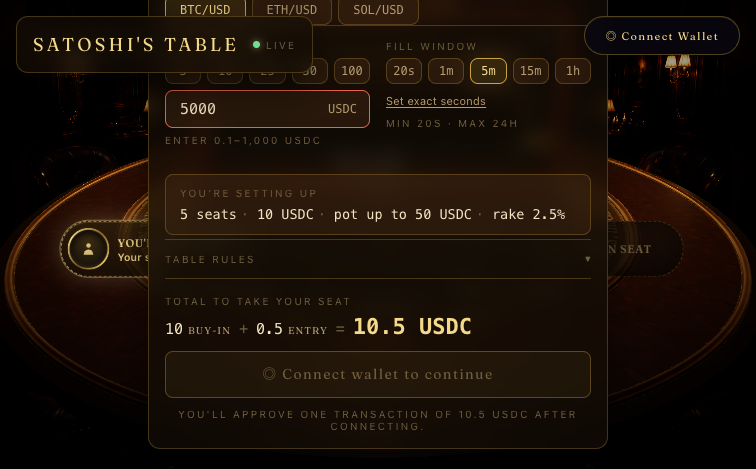 BTC/USD ETH/USD SOL/USD
SATOSHI'S TABLE LIVE
◎ Connect Wallet
FILL WINDOW
100
20s 1m 5m 15m 1h
5000 USDC
Set exact seconds
ENTER 0.1–1,000 USDC
MIN 20S · MAX 24H
YOU'RE SETTING UP
5 seats · 10 USDC · pot up to 50 USDC · rake 2.5%
TABLE RULES ▾
TOTAL TO TAKE YOUR SEAT
10 BUY-IN + 0.5 ENTRY = 10.5 USDC
◎ Connect wallet to continue
YOU'LL APPROVE ONE TRANSACTION OF 10.5 USDC AFTER
CONNECTING.
SEAT